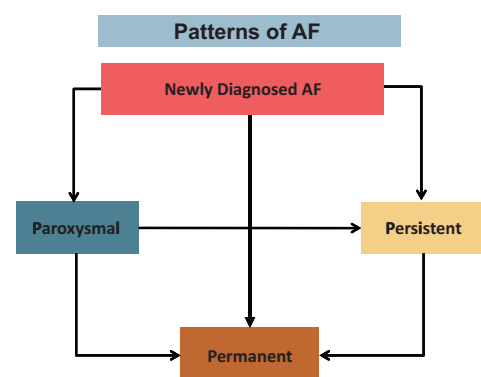 Patterns of AF
Newly Diagnosed AF
Paroxysmal
Persistent
Permanent